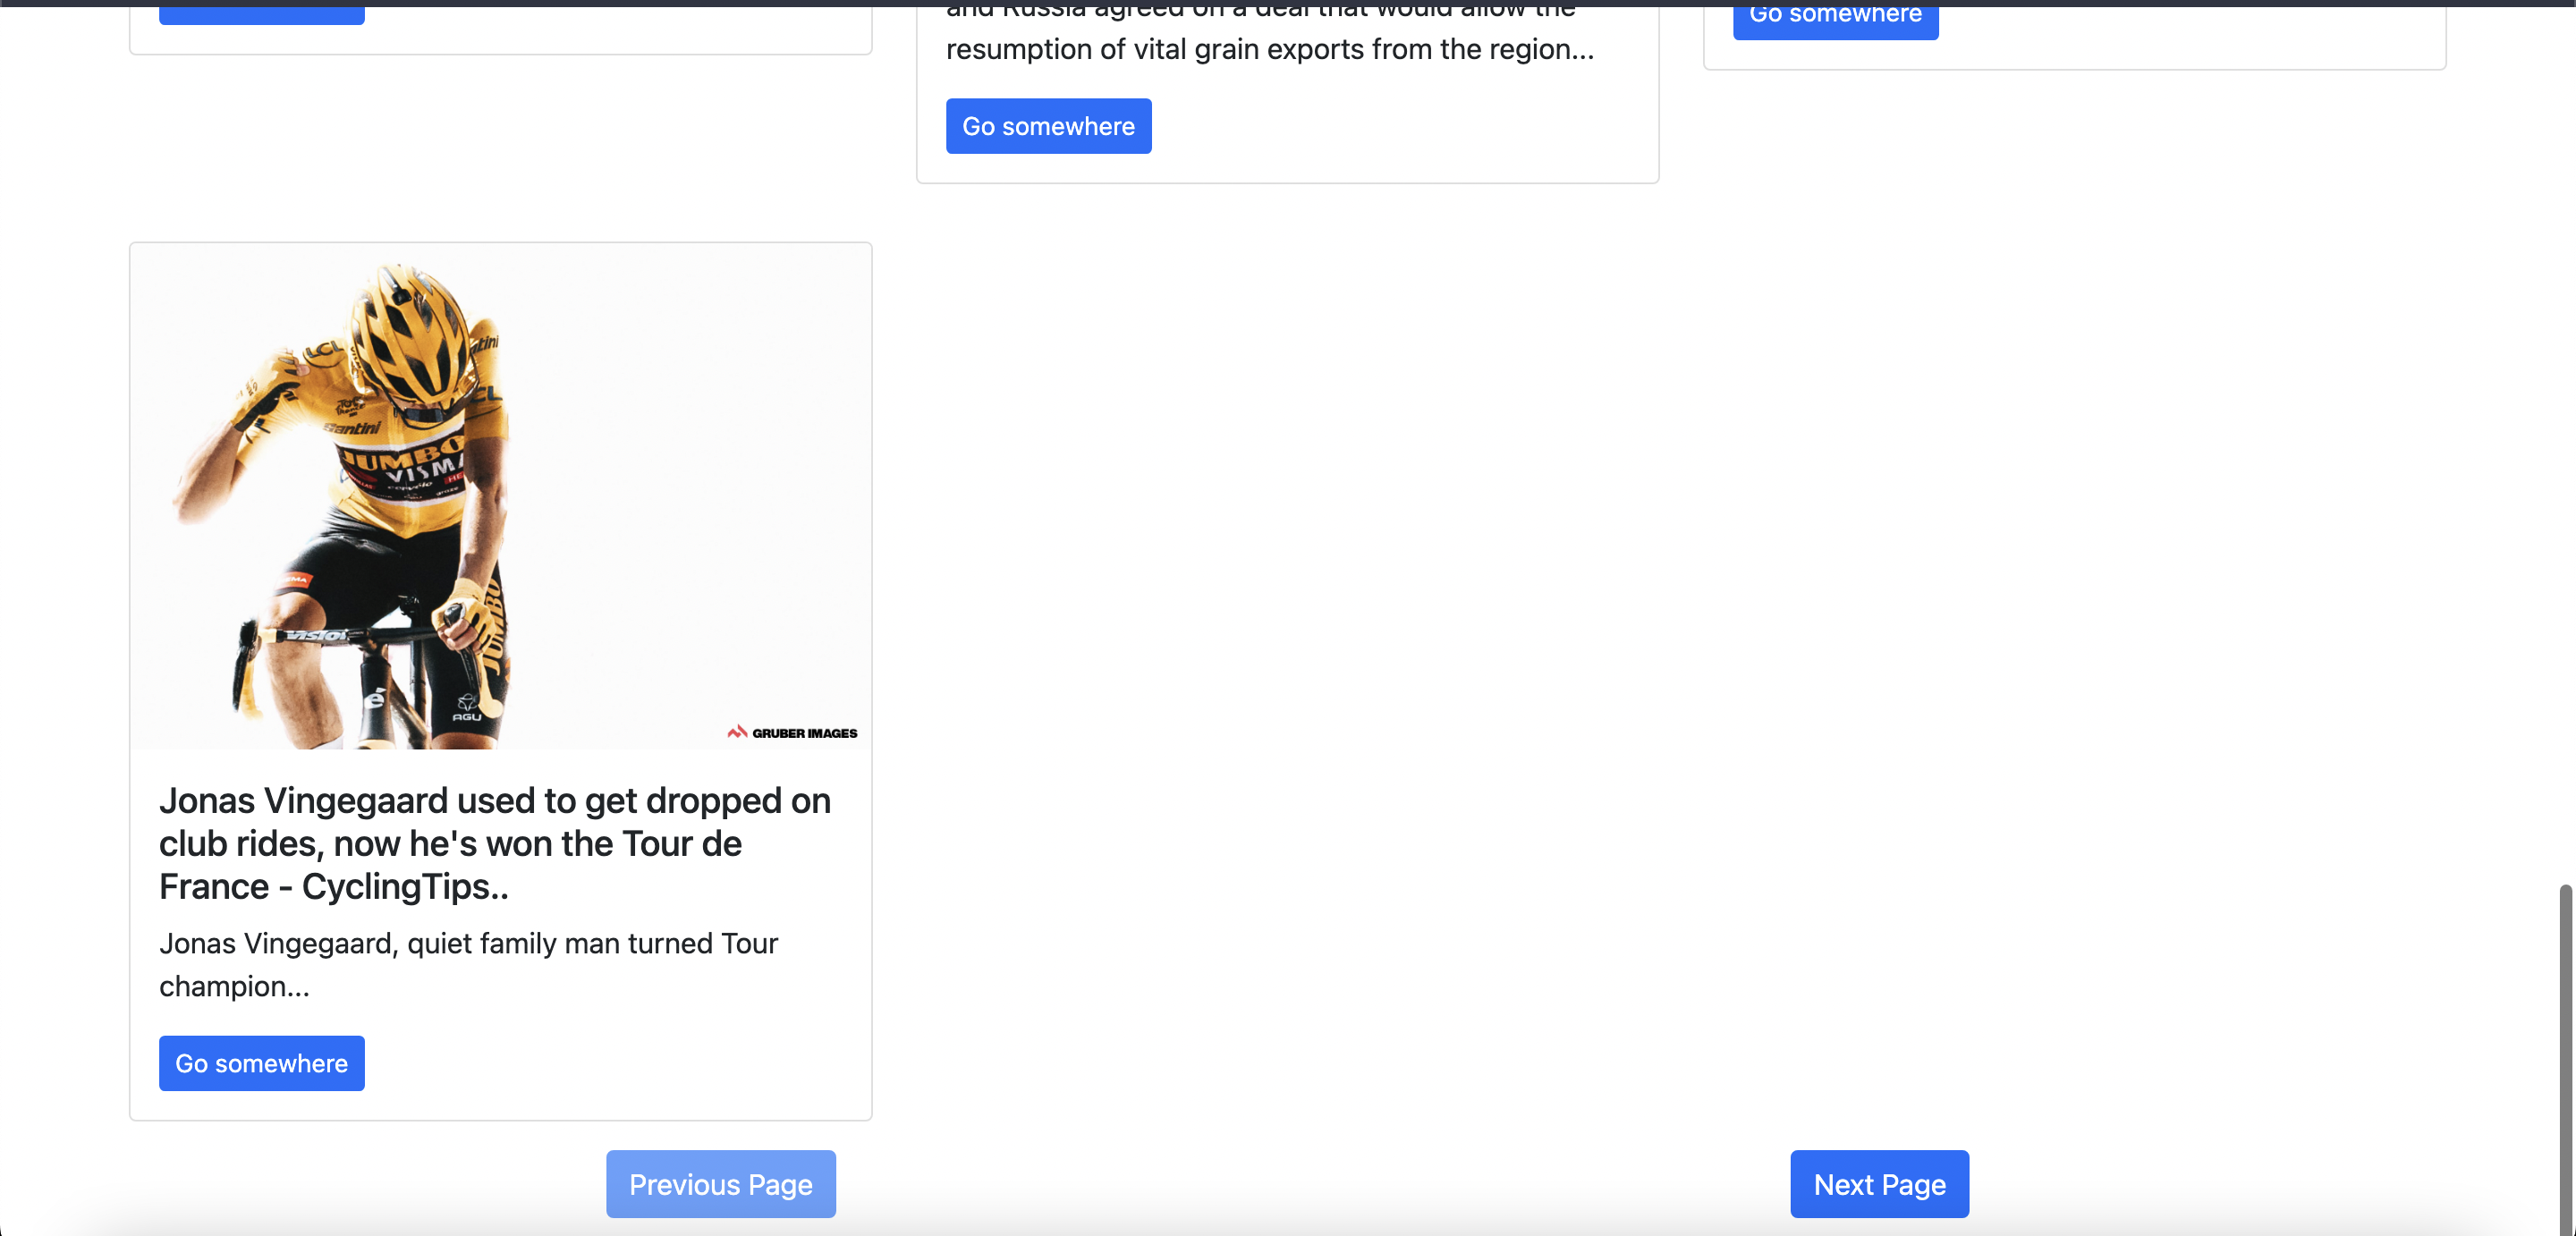 and Russia agreed on a deal that would allow the
Go somewhere
resumption of vital grain exports from the region...
Go somewhere
LCL
Santini
JUMBO
VISMA
JUMBO
AGU
GRUBER IMAGES
Jonas Vingegaard used to get dropped on
club rides, now he's won the Tour de
France - CyclingTips..
Jonas Vingegaard, quiet family man turned Tour
champion...
Go somewhere
Previous Page
Next Page